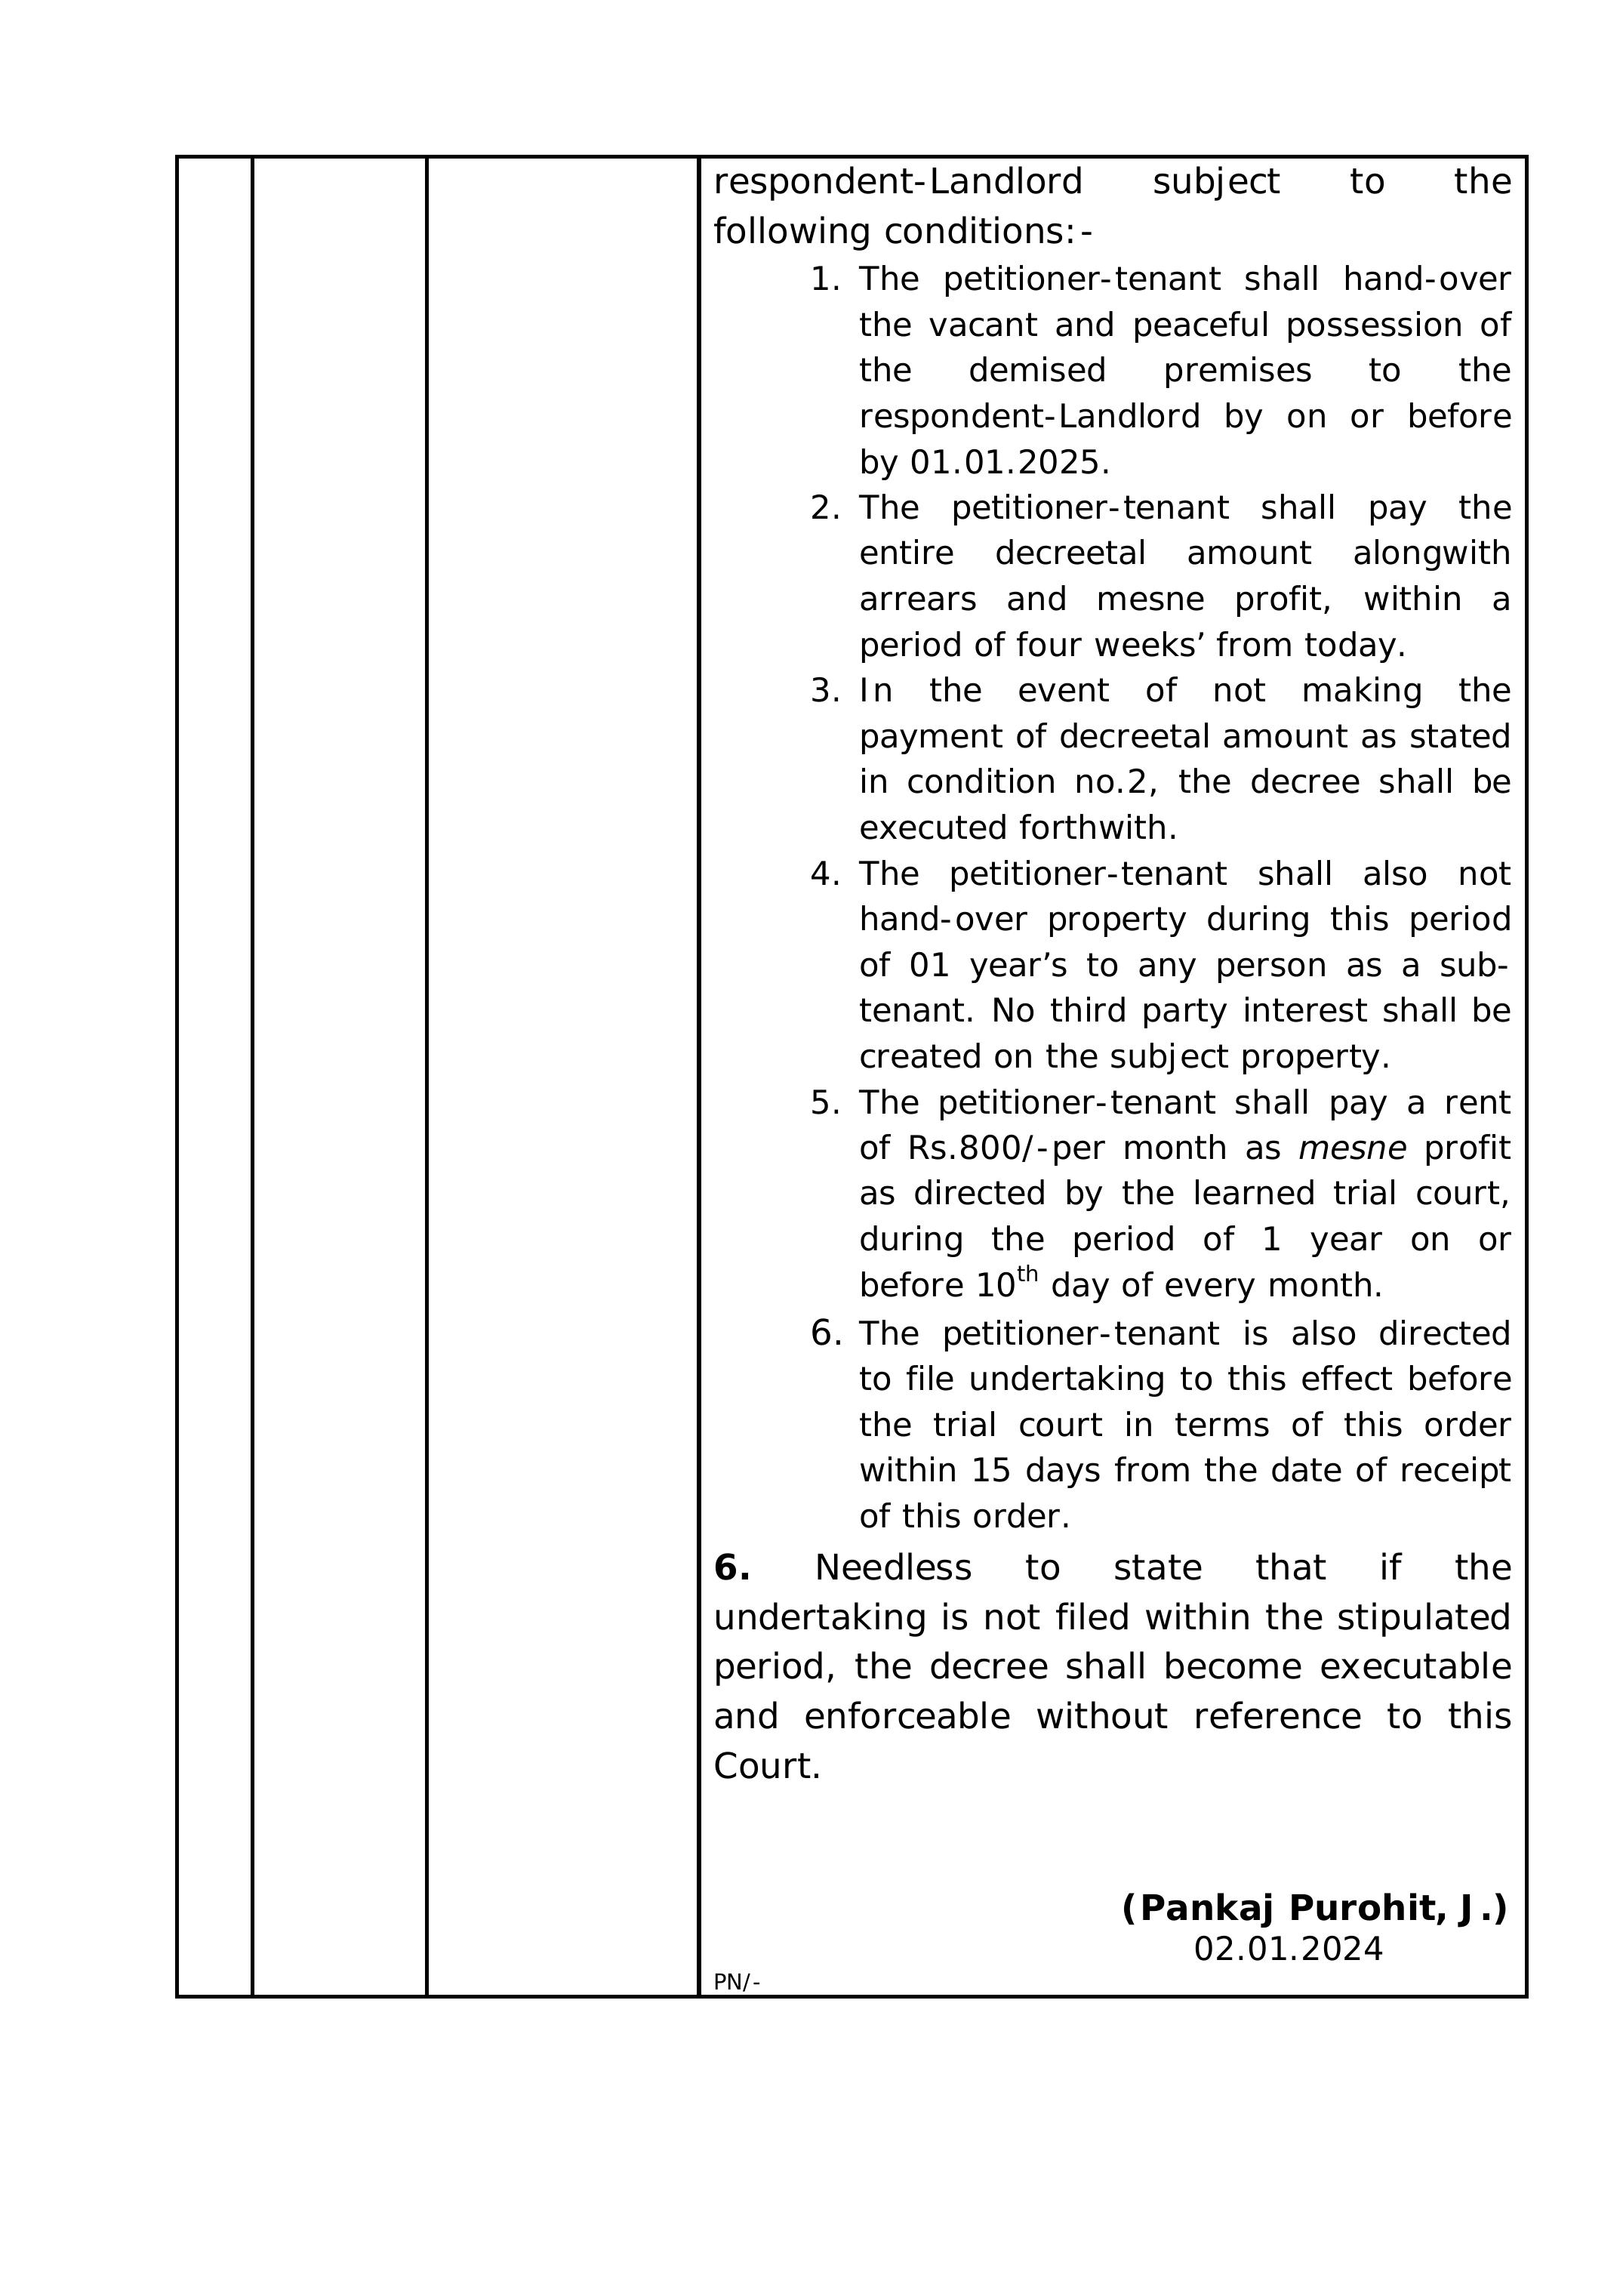 respondent-Landlord subject to the
following conditions:-
1. The petitioner-tenant shall hand-over
the vacant and peaceful possession of
the demised premises to the
respondent-Landlord by on or before
by 01.01.2025.
2. The petitioner-tenant shall pay the
entire decreetal amount alongwith
arrears and mesne profit, within a
period of four weeks’ from today.
3. In the event of not making the
payment of decreetal amount as stated
in condition no.2, the decree shall be
executed forthwith.
4. The petitioner-tenant shall also not
hand-over property during this period
of 01 year’s to any person as a sub-
tenant. No third party interest shall be
created on the subject property.
5. The petitioner-tenant shall pay a rent
of Rs.800/-per month as mesne profit
as directed by the learned trial court,
during the period of 1 year on or
before 10th day of every month.
6. The petitioner-tenant is also directed
to file undertaking to this effect before
the trial court in terms of this order
within 15 days from the date of receipt
of this order.
6. Needless to state that if the
undertaking is not filed within the stipulated
period, the decree shall become executable
and enforceable without reference to this
Court.
(Pankaj Purohit, J.)
02.01.2024
PN/-